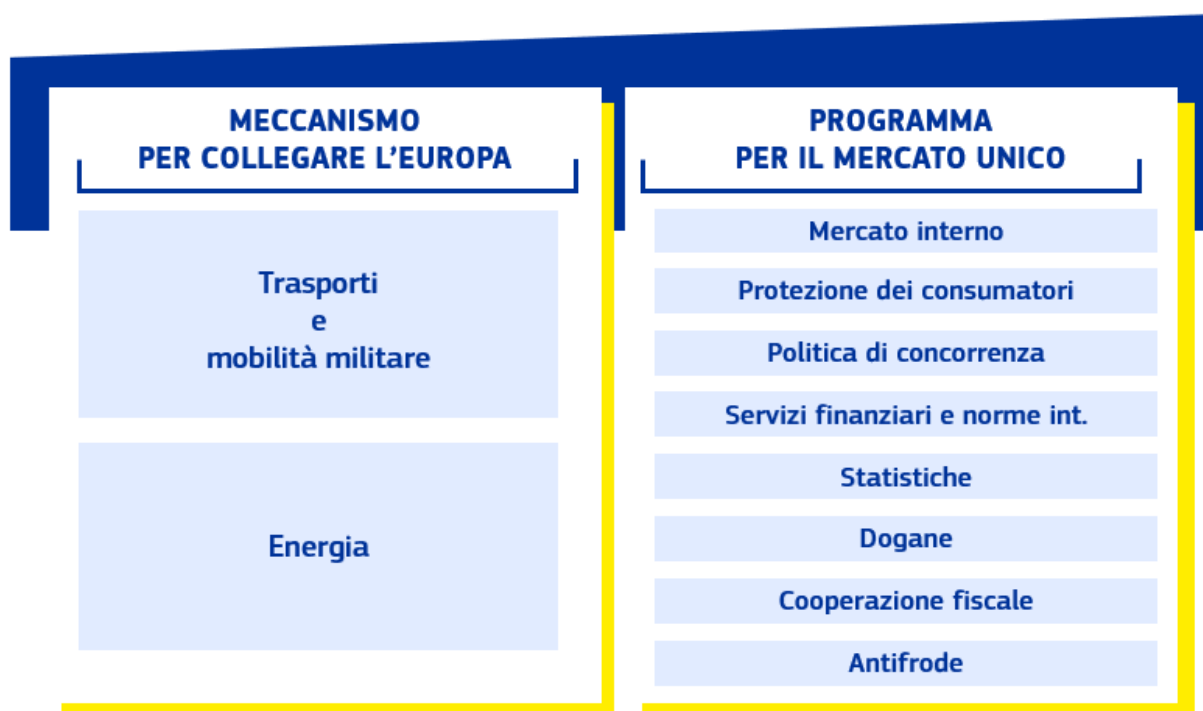 MECCANISMO
PER COLLEGARE L'EUROPA
Trasporti
e
mobilità militare
Energia
PROGRAMMA
PER IL MERCATO UNICO
Mercato interno
Protezione dei consumatori
Politica di concorrenza
Servizi finanziari e norme int.
Statistiche
Dogane
Cooperazione fiscale
Antifrode